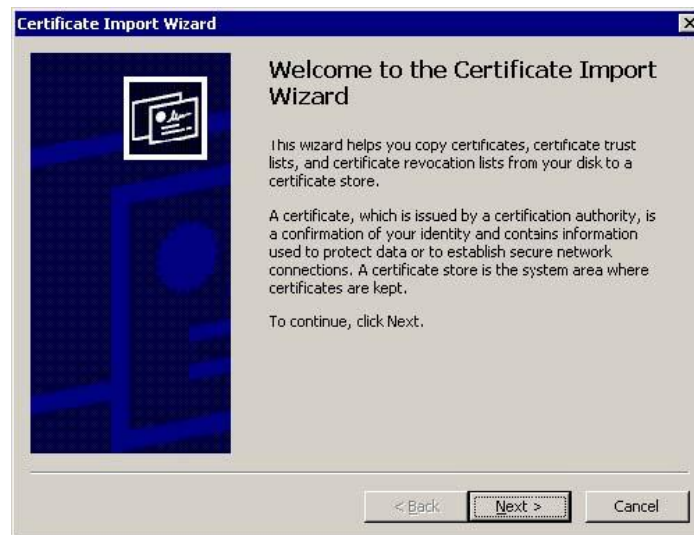 Certificate Import Wizard
Welcome to the Certificate Import
Wizard
This wizard helps you copy certificates, certificate trust
lists, and certificate revocation lists from your disk to a
certificate store.
A certificate, which is issued by a certification authority, is
a confirmation of your identity and contains information
used to protect data or to establish secure network
connections. A certificate store is the system area where
certificates are kept.
To continue, click Next.
< Back
Next >
Cancel